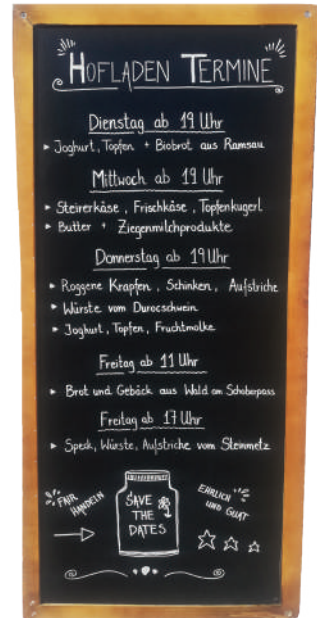 HOFLADEN TERMINE
Dienstag ab 19 Uhr
▸ Joghurt, Topfen + Biobrot aus Ramsau
Mittwoch ab 19 Uhr
▸ Steirerkäse, Frischkäse, Topfenkugerl
▸ Butter + Ziegenmilchprodukte
Donnerstag ab 19 Uhr
▸ Roggene Krapfen, Schinken, Aufstriche
▸ Würste vom Durocschwein
▸ Joghurt, Topfen, Fruchtmolke
Freitag ab 11 Uhr
▸ Brot und Gebäck aus Wald am Schoberpass
Freitag ab 17 Uhr
▸ Speck, Würste, Aufstriche vom Steinmetz
FAIR
HANDELN
SAVE
THE
DATES
EHRLICH
UND GUAT